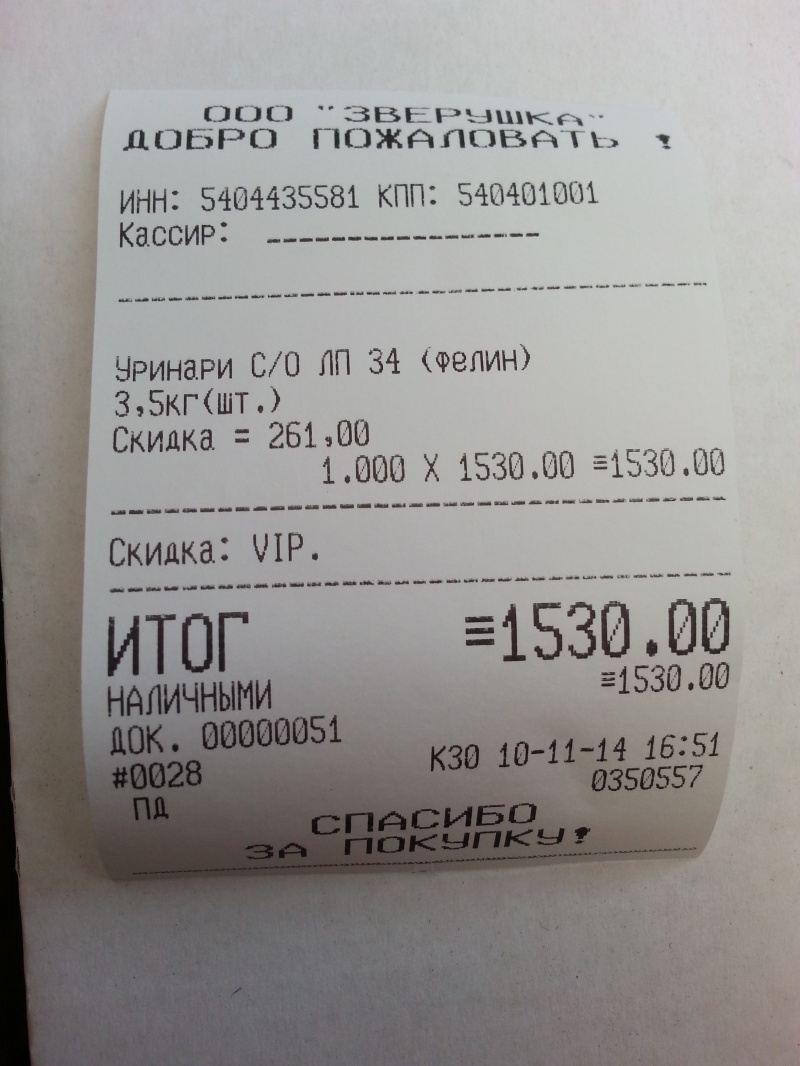 ООО "ЗВЕРУШКА"
ДОБРО ПОЖАЛОВАТЬ !
ИНН: 5404435581 КПП: 540401001
Кассир: _________________
Уринари С/О ЛП 34 (Фелин)
3,5кг(шт.)
Скидка = 261,00
1.000 X 1530.00 ≡1530.00
Скидка: VIP.
ИТОГ ≡1530.00
НАЛИЧНЫМИ ≡1530.00
ДОК. 00000051 К30 10-11-14 16:51
#0028 0350557
ПД
СПАСИБО
ЗА ПОКУПКУ!